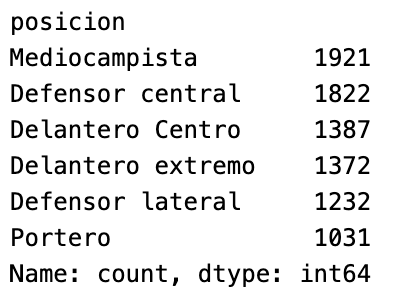 posicion
Mediocampista 1921
Defensor central 1822
Delantero Centro 1387
Delantero extremo 1372
Defensor lateral 1232
Portero 1031
Name: count, dtype: int64